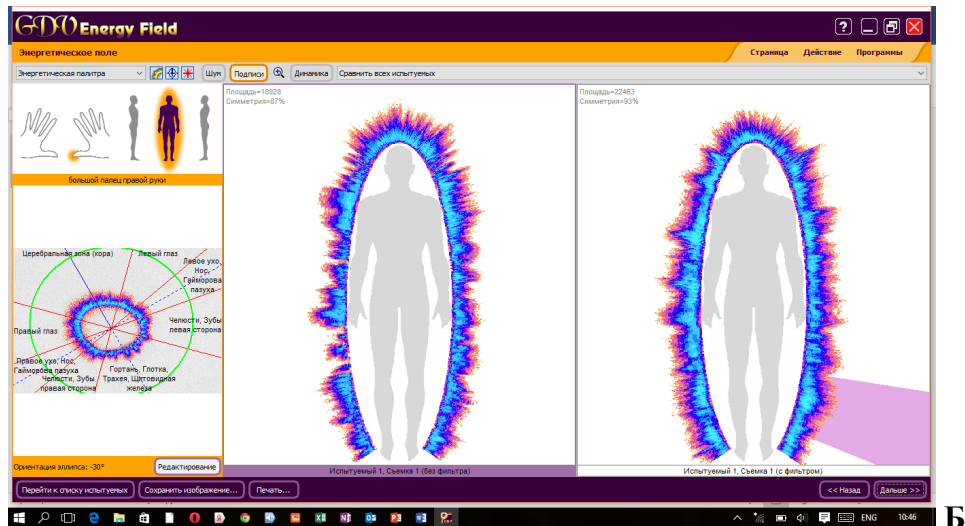 GDV Energy Field
Энергетическое поле
Страница Действие Программы
Энергетическая палитра Шум Подписи Динамика Сравнить всех испытуемых
большой палец правой руки
Церебральная зона (кора) Левый глаз
Левое ухо,
Нос,
Гайморова
пазуха
Челюсти, Зубы
левая сторона
Правый глаз
Правое ухо, Нос,
Гайморова пазуха
Челюсти, Зубы
правая сторона
Гортань, Глотка,
Трахея, Щитовидная
железа
Ориентация эллипса: -30° Редактирование
Площадь=18928
Симметрия=87%
Испытуемый 1, Съемка 1 (без фильтра)
Площадь=22463
Симметрия=93%
Испытуемый 1, Съемка 1 (с фильтром)
Перейти к списку испытуемых Сохранить изображение... Печать... << Назад Дальше >>
ENG 10:46
Б